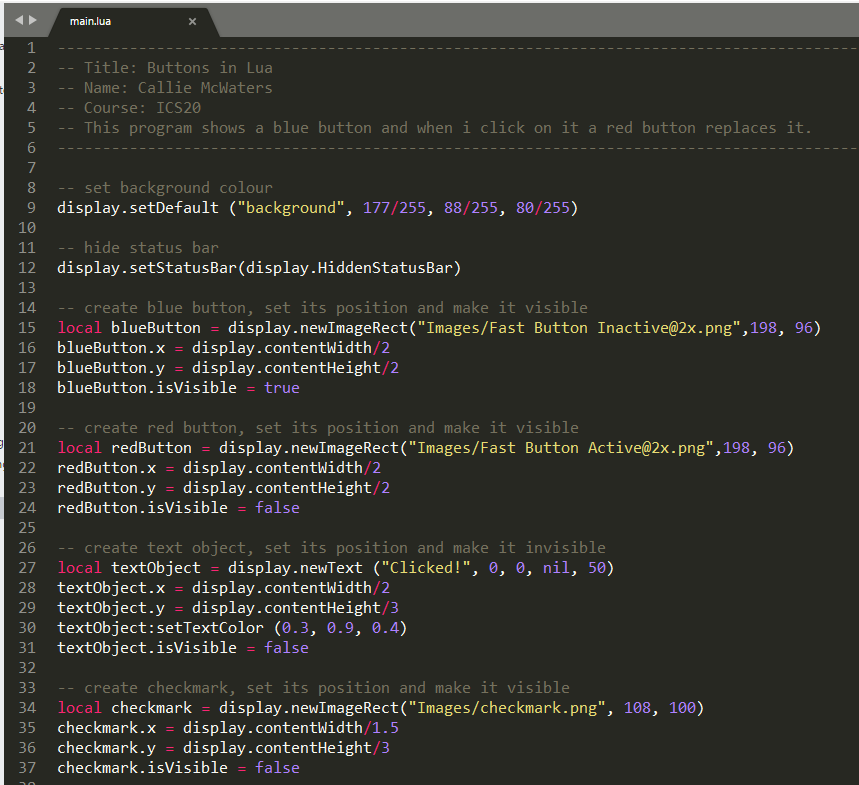 main.lua ×
1 --------------------------------------------------------------------------------
2 -- Title: Buttons in Lua
3 -- Name: Callie McWaters
4 -- Course: ICS20
5 -- This program shows a blue button and when i click on it a red button replaces it.
6 --------------------------------------------------------------------------------
7
8 -- set background colour
9 display.setDefault ("background", 177/255, 88/255, 80/255)
10
11 -- hide status bar
12 display.setStatusBar(display.HiddenStatusBar)
13
14 -- create blue button, set its position and make it visible
15 local blueButton = display.newImageRect("Images/Fast Button Inactive@2x.png",198, 96)
16 blueButton.x = display.contentWidth/2
17 blueButton.y = display.contentHeight/2
18 blueButton.isVisible = true
19
20 -- create red button, set its position and make it visible
21 local redButton = display.newImageRect("Images/Fast Button Active@2x.png",198, 96)
22 redButton.x = display.contentWidth/2
23 redButton.y = display.contentHeight/2
24 redButton.isVisible = false
25
26 -- create text object, set its position and make it invisible
27 local textObject = display.newText ("Clicked!", 0, 0, nil, 50)
28 textObject.x = display.contentWidth/2
29 textObject.y = display.contentHeight/3
30 textObject:setTextColor (0.3, 0.9, 0.4)
31 textObject.isVisible = false
32
33 -- create checkmark, set its position and make it visible
34 local checkmark = display.newImageRect("Images/checkmark.png", 108, 100)
35 checkmark.x = display.contentWidth/1.5
36 checkmark.y = display.contentHeight/3
37 checkmark.isVisible = false